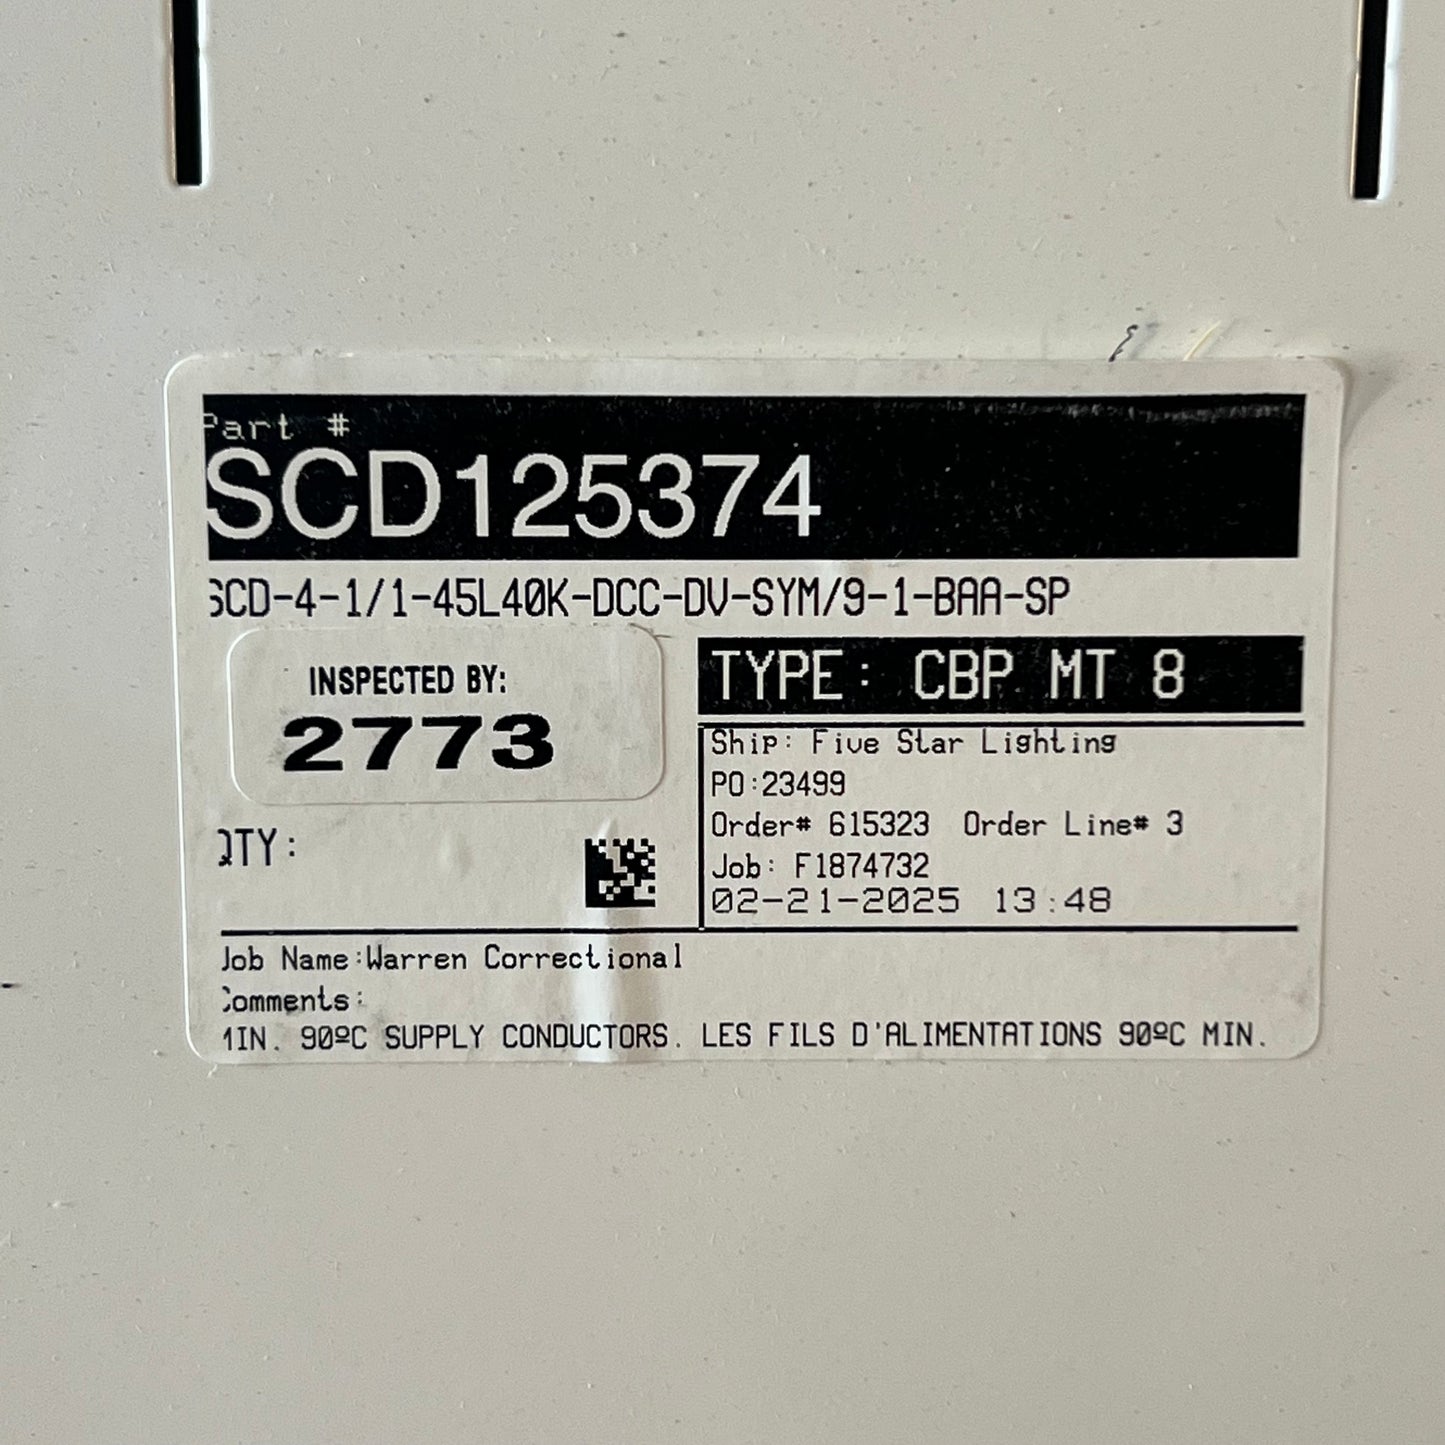 Part #
SCD125374
SCD-4-1/1-45L40K-DCC-DV-SYM/9-1-BAA-SP
INSPECTED BY:
2773
QTY:
TYPE: CBP MT 8
Ship: Five Star Lighting
PO:23499
Order# 615323 Order Line# 3
Job: F1874732
02-21-2025 13:48
Job Name:Warren Correctional
Comments:
MIN. 90ºC SUPPLY CONDUCTORS. LES FILS D'ALIMENTATIONS 90ºC MIN.